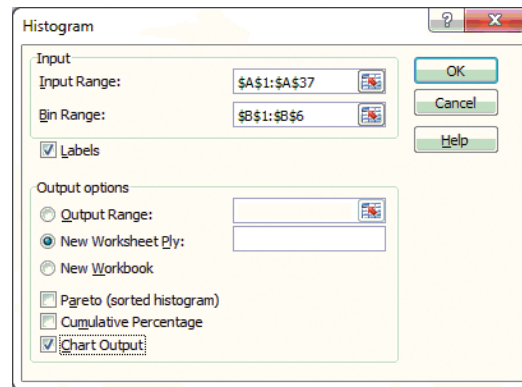 Histogram
Input
Input Range: $A$1:$A$37
Bin Range: $B$1:$B$6
Labels
OK
Cancel
Help
Output options
Output Range:
New Worksheet Ply:
New Workbook
Pareto (sorted histogram)
Cumulative Percentage
Chart Output